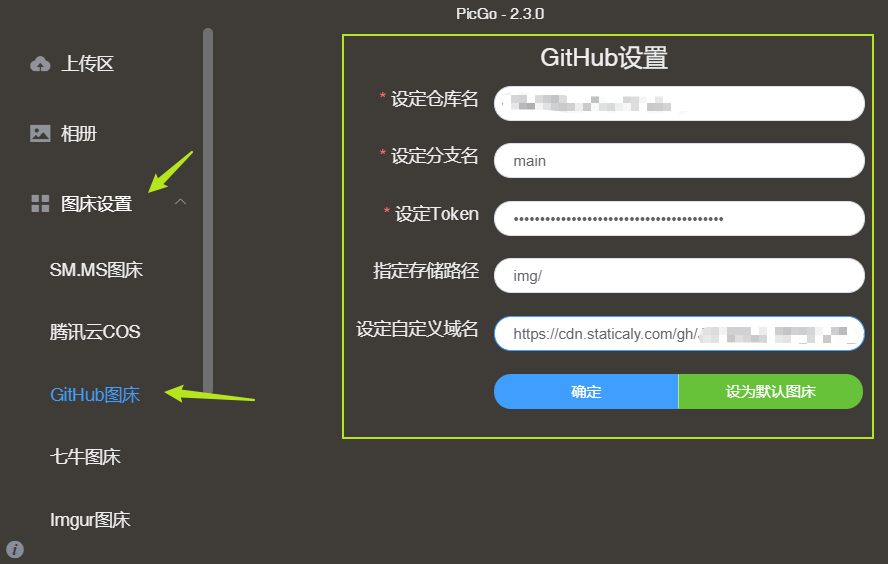 PicGo - 2.3.0
上传区
相册
图床设置
SM.MS图床
腾讯云COS
GitHub图床
七牛图床
Imgur图床
GitHub设置
* 设定仓库名
* 设定分支名
main
* 设定Token
指定存储路径
img/
设定自定义域名
https://cdn.staticaly.com/gh/
确定
设为默认图床